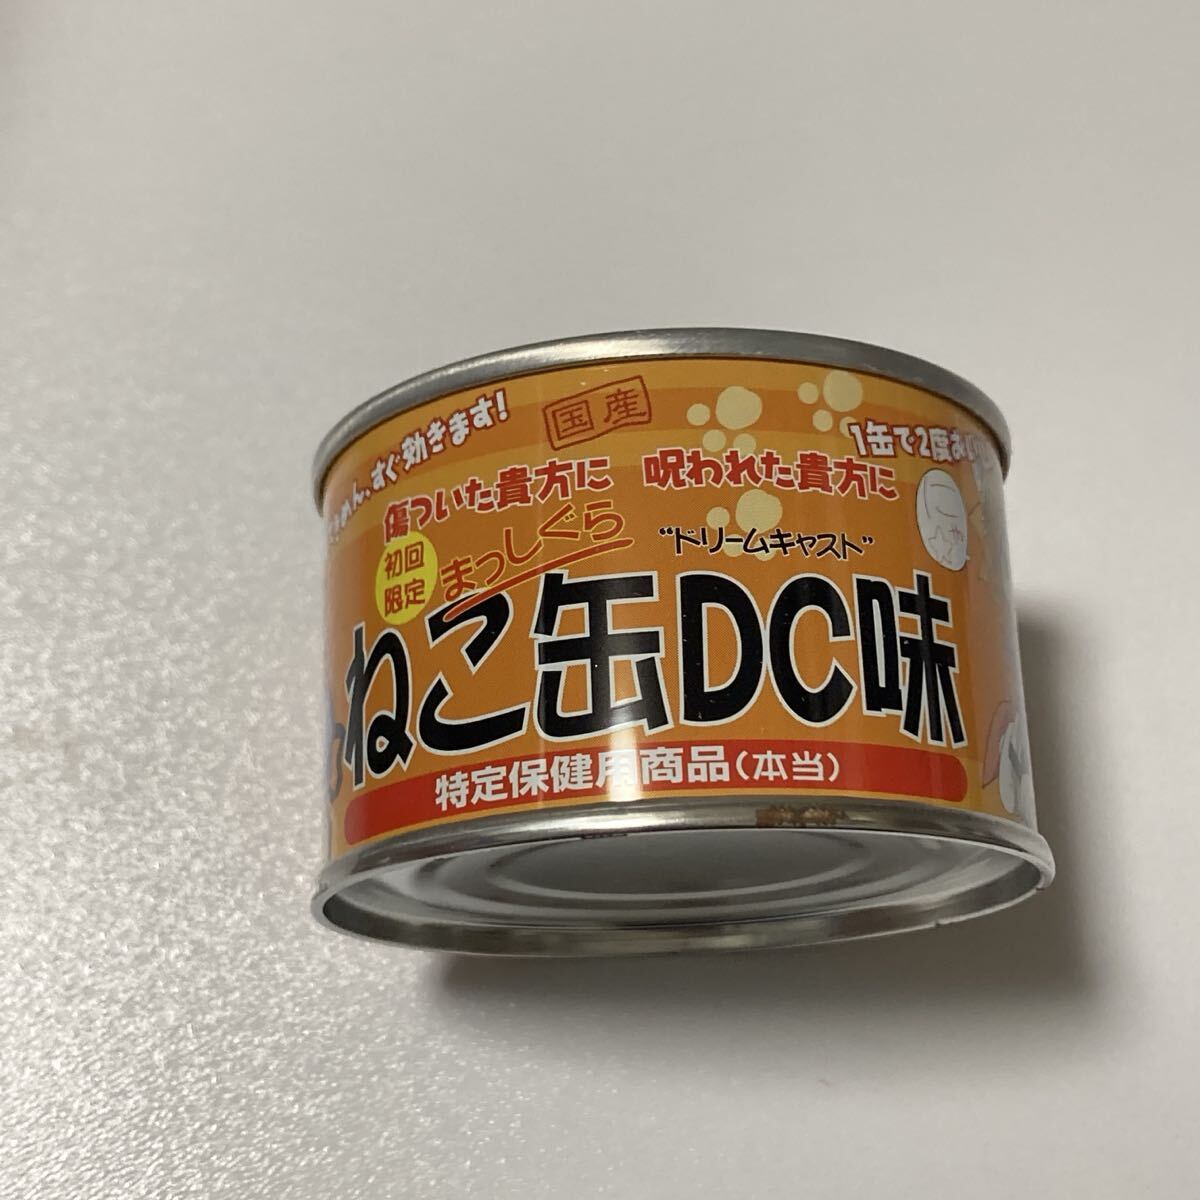 すぐ効きます!
国産
1缶で2度お
傷ついた貴方に 呪われた貴方に
初回
限定
まっしぐら
"ドリームキャスト"
ねこ缶DC味
特定保健用商品(本当)